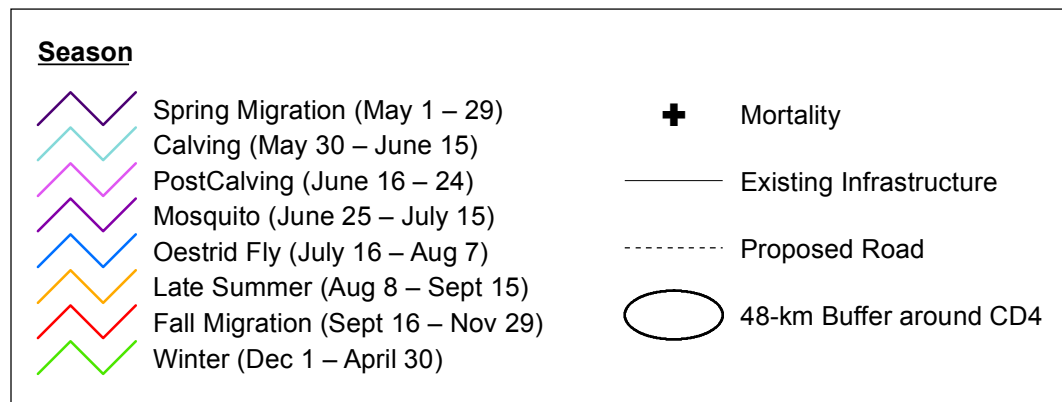 Season
Spring Migration (May 1 – 29)
Calving (May 30 – June 15)
PostCalving (June 16 – 24)
Mosquito (June 25 – July 15)
Oestrid Fly (July 16 – Aug 7)
Late Summer (Aug 8 – Sept 15)
Fall Migration (Sept 16 – Nov 29)
Winter (Dec 1 – April 30)
Mortality
Existing Infrastructure
Proposed Road
48-km Buffer around CD4